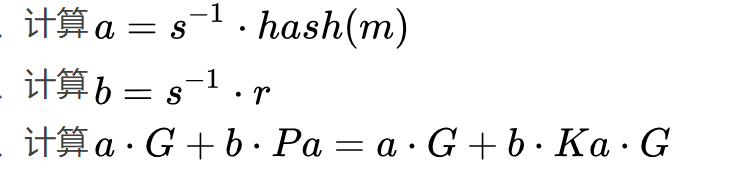 、计算a = s⁻¹ · hash(m)
、计算b = s⁻¹ · r
、计算a · G + b · Pa = a · G + b · Ka · G